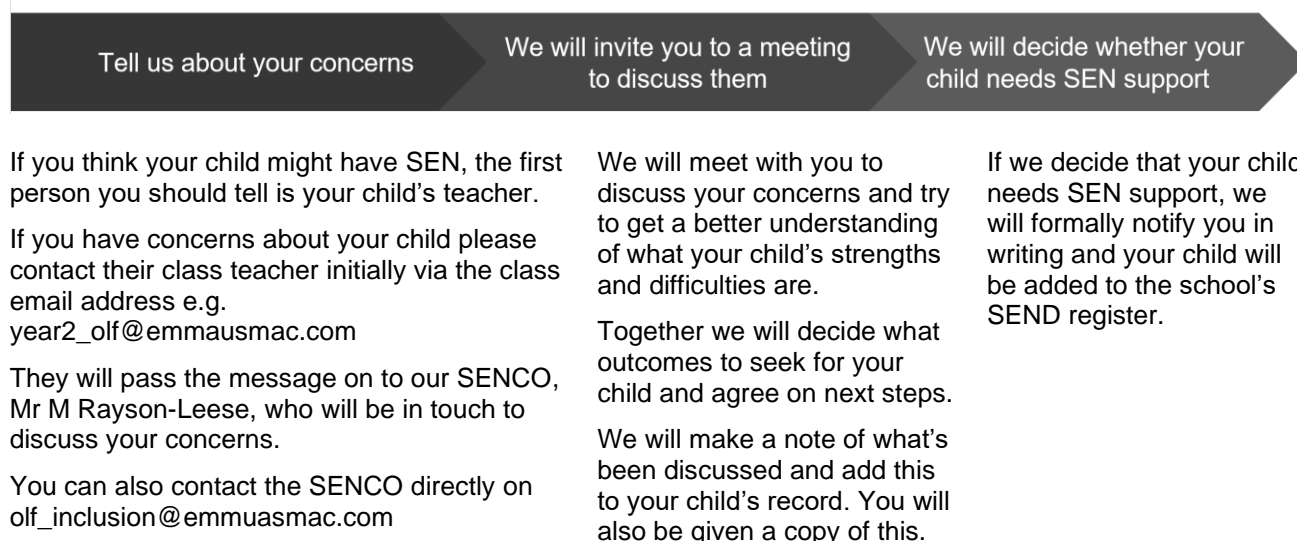 Tell us about your concerns
We will invite you to a meeting
to discuss them
We will decide whether your
child needs SEN support
If you think your child might have SEN, the first
person you should tell is your child’s teacher.
If you have concerns about your child please
contact their class teacher initially via the class
email address e.g.
year2_olf@emmausmac.com
They will pass the message on to our SENCO,
Mr M Rayson-Leese, who will be in touch to
discuss your concerns.
You can also contact the SENCO directly on
olf_inclusion@emmuasmac.com
We will meet with you to
discuss your concerns and try
to get a better understanding
of what your child’s strengths
and difficulties are.
Together we will decide what
outcomes to seek for your
child and agree on next steps.
We will make a note of what’s
been discussed and add this
to your child’s record. You will
also be given a copy of this.
If we decide that your child
needs SEN support, we
will formally notify you in
writing and your child will
be added to the school’s
SEND register.